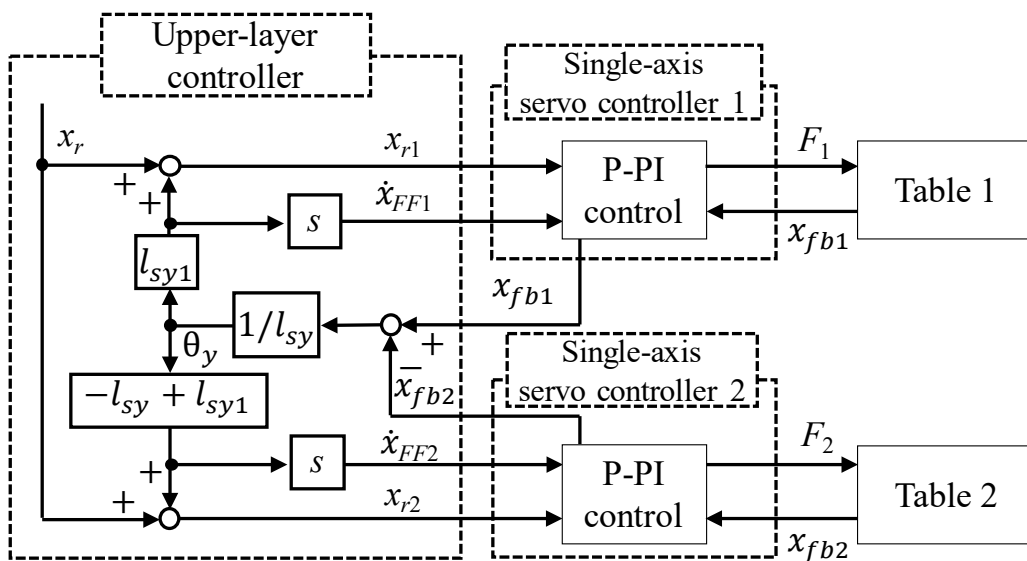 Upper-layer
controller
Single-axis
servo controller 1
x_r
+
+
x_{r1}
ẋ_{FF1}
s
P-PI
control
F_1
x_{fb1}
Table 1
l_{sy1}
x_{fb1}
1/l_{sy}
θ_y
+
−
x_{fb2}
Single-axis
servo controller 2
−l_{sy} + l_{sy1}
ẋ_{FF2}
s
+
+
x_{r2}
P-PI
control
F_2
x_{fb2}
Table 2